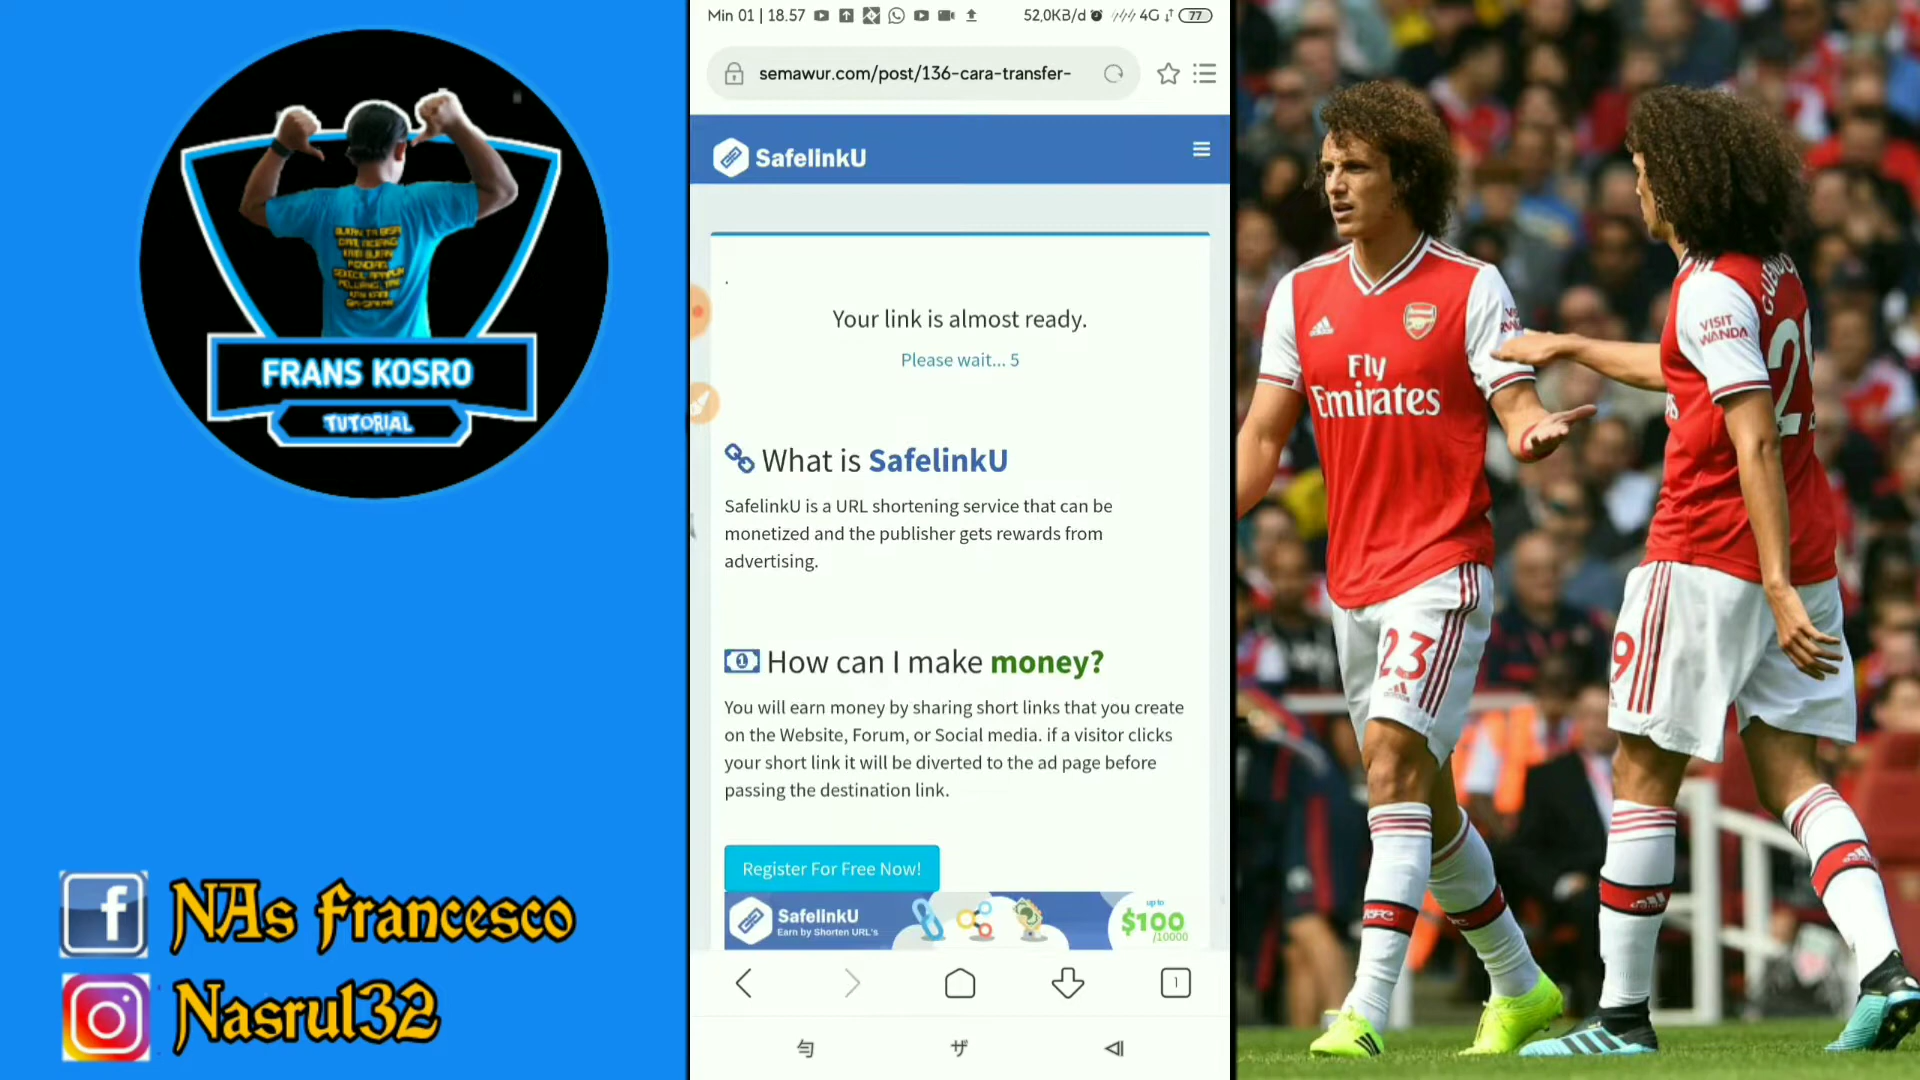 FRANS KOSRO
TUTORIAL
NAs Francesco
Nasrul32
Min 01 | 18.57
52,0KB/d
4G
77
semawur.com/post/136-cara-transfer-
SafelinkU
.
Your link is almost ready.
Please wait... 5
What is SafelinkU
SafelinkU is a URL shortening service that can be
monetized and the publisher gets rewards from
advertising.
How can I make money?
You will earn money by sharing short links that you create
on the Website, Forum, or Social media. if a visitor clicks
your short link it will be diverted to the ad page before
passing the destination link.
Register For Free Now!
SafelinkU
Earn by Shorten URL's
up to
$100
/10000
1
Fly
Emirates
23
VISIT
WANDA
9